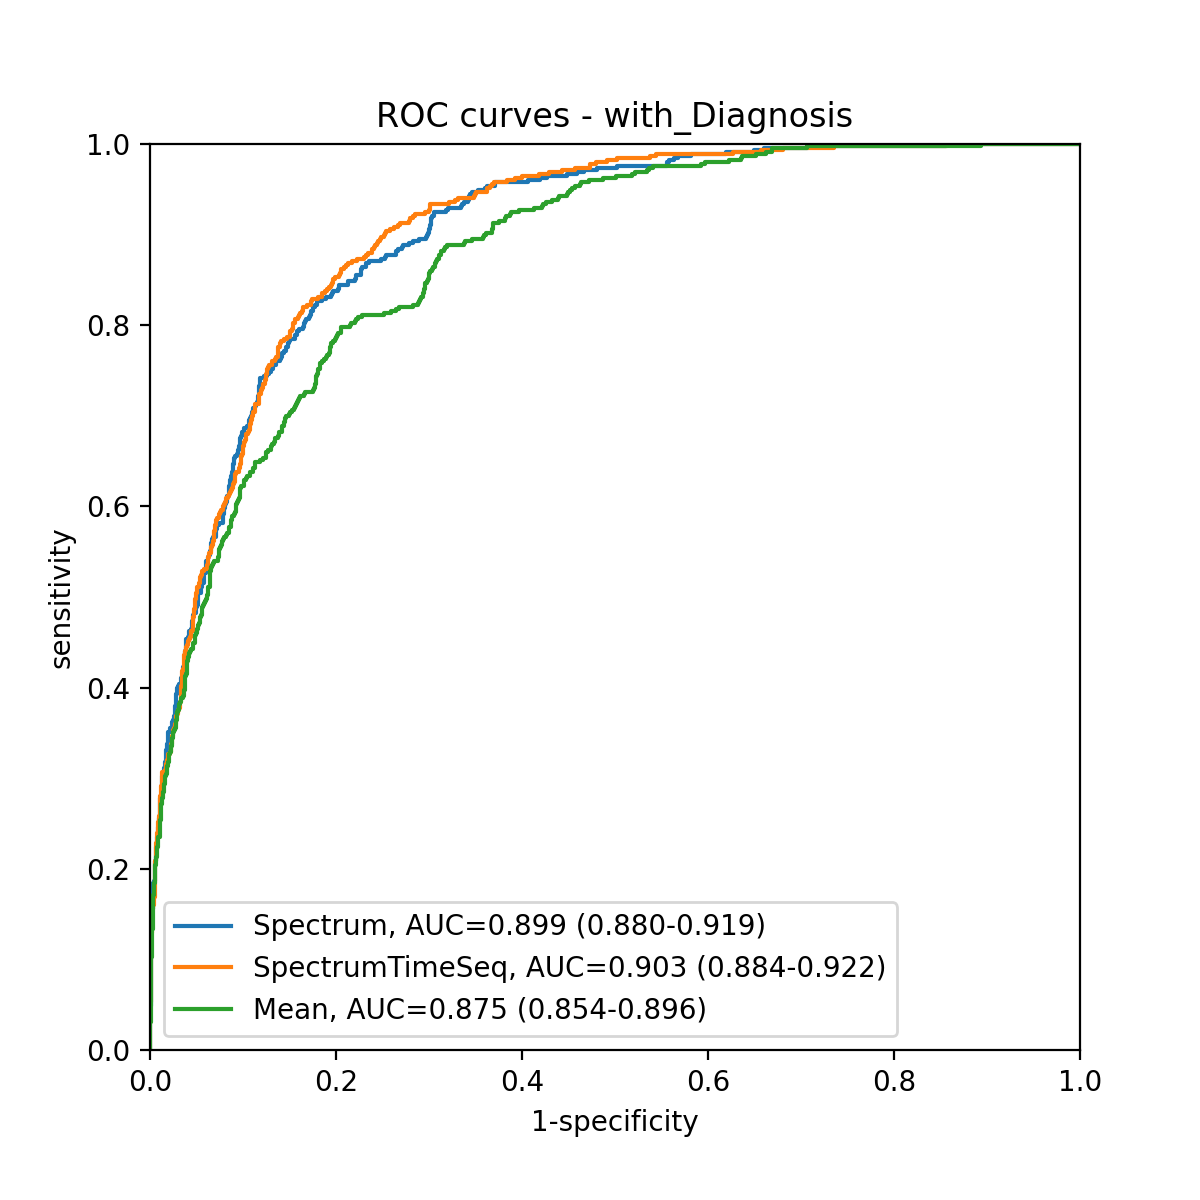 ROC curves - with_Diagnosis
1.0
0.8
0.6
0.4
0.2
0.0
sensitivity
Spectrum, AUC=0.899 (0.880-0.919)
SpectrumTimeSeq, AUC=0.903 (0.884-0.922)
Mean, AUC=0.875 (0.854-0.896)
0.0 0.2 0.4 0.6 0.8 1.0
1-specificity